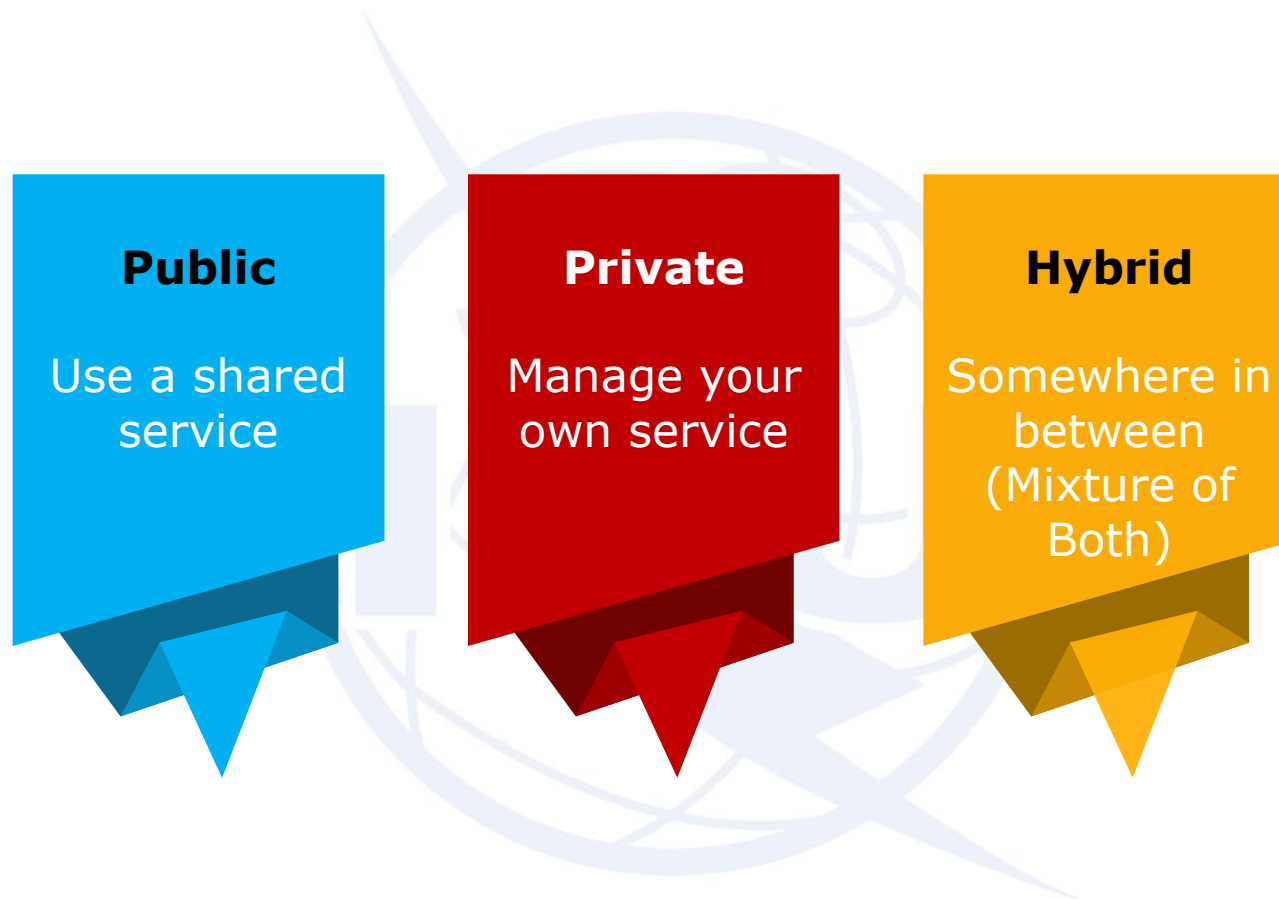 Public
Use a shared
service
Private
Manage your
own service
Hybrid
Somewhere in
between
(Mixture of
Both)